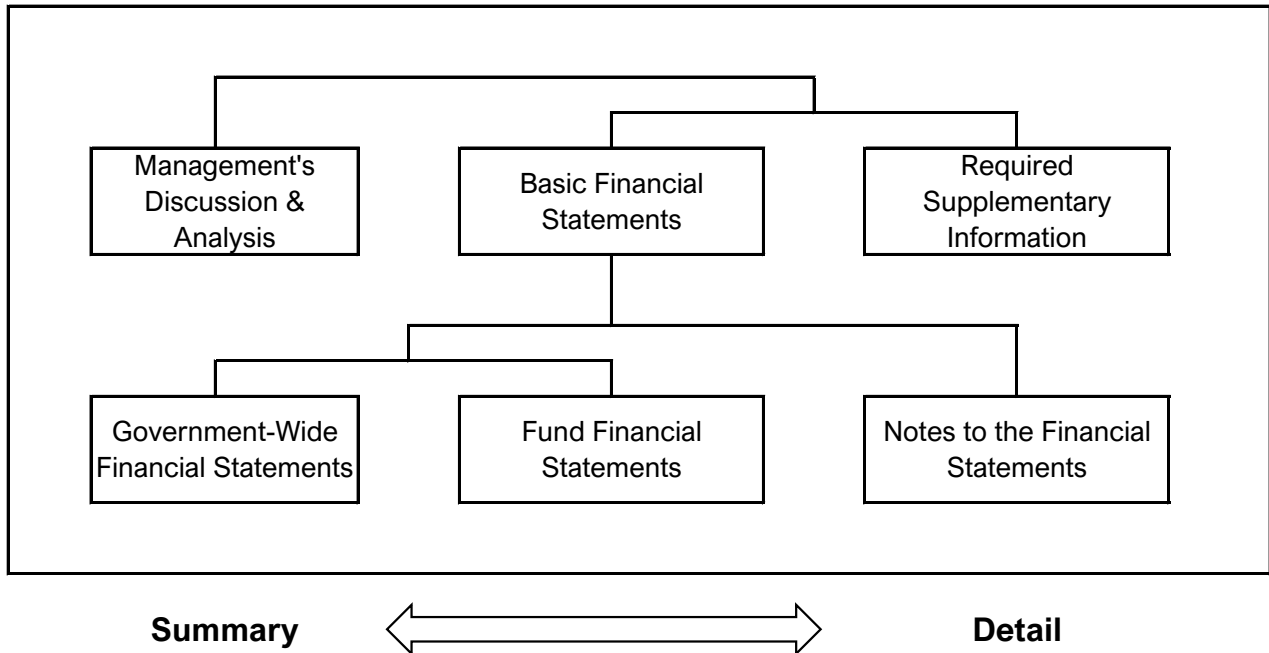 Management's
Discussion &
Analysis
Basic Financial
Statements
Required
Supplementary
Information
Government-Wide
Financial Statements
Fund Financial
Statements
Notes to the Financial
Statements
Summary
Detail